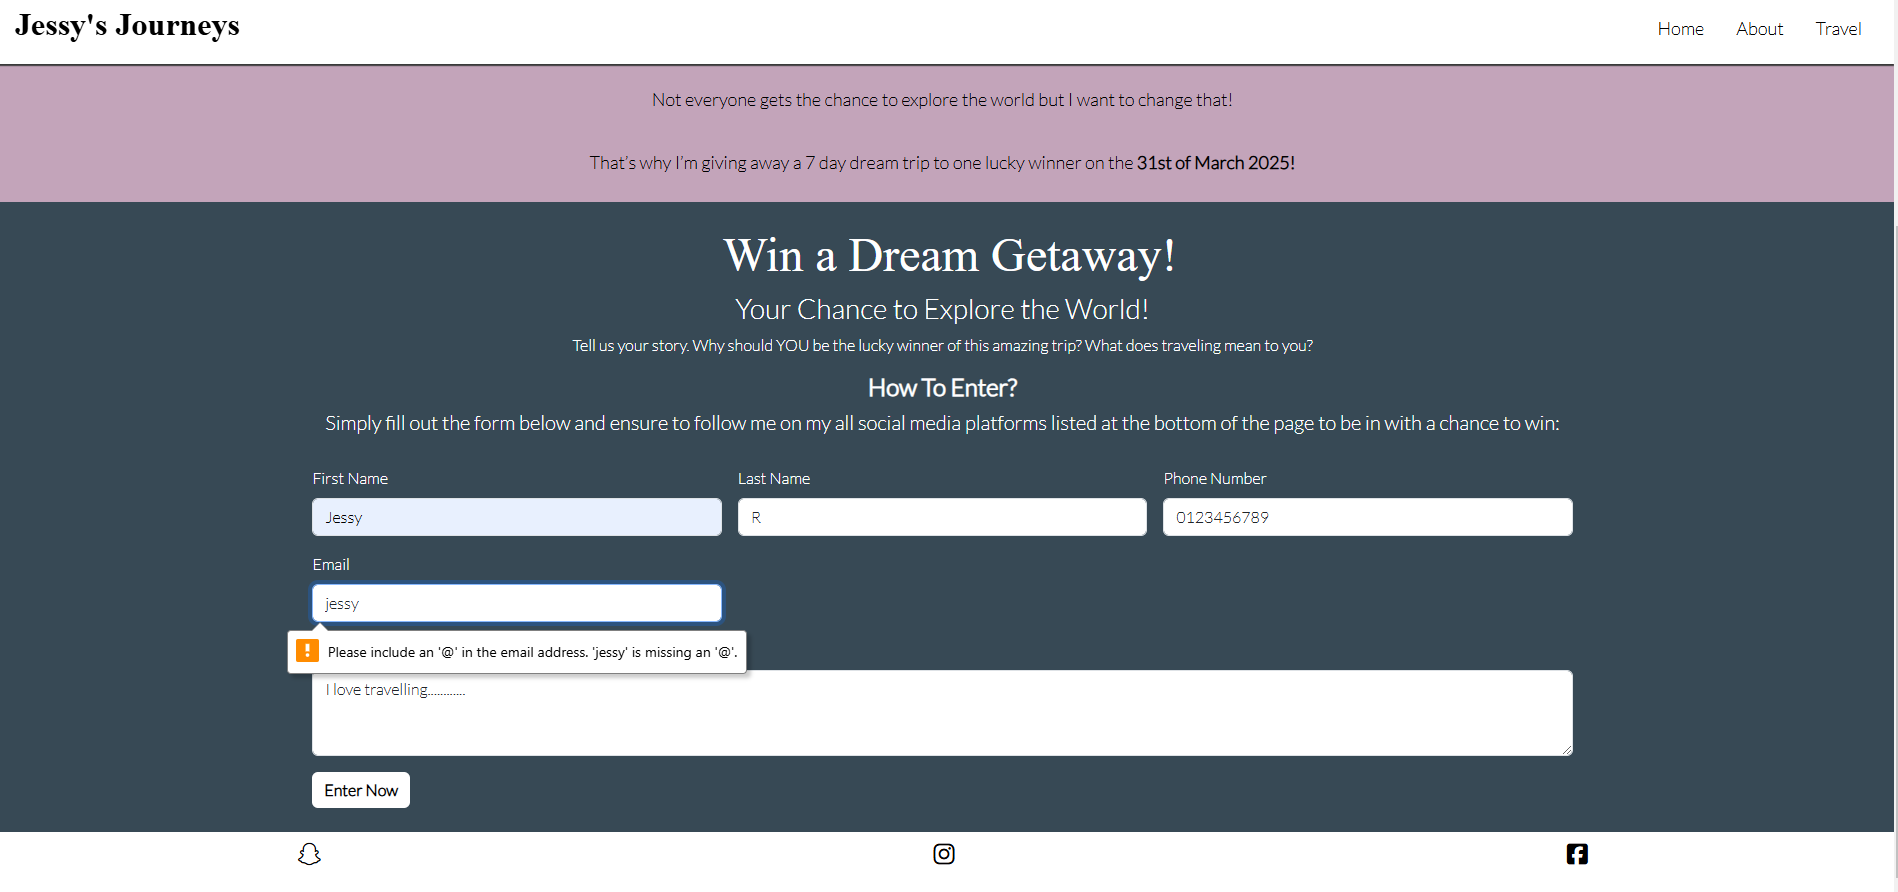 Jessy's Journeys
Home About Travel
Not everyone gets the chance to explore the world but I want to change that!
That's why I'm giving away a 7 day dream trip to one lucky winner on the 31st of March 2025!
Win a Dream Getaway!
Your Chance to Explore the World!
Tell us your story. Why should YOU be the lucky winner of this amazing trip? What does traveling mean to you?
How To Enter?
Simply fill out the form below and ensure to follow me on my all social media platforms listed at the bottom of the page to be in with a chance to win:
First Name Last Name Phone Number
Jessy R 0123456789
Email
jessy
Please include an '@' in the email address. 'jessy' is missing an '@'.
I love travelling............
Enter Now